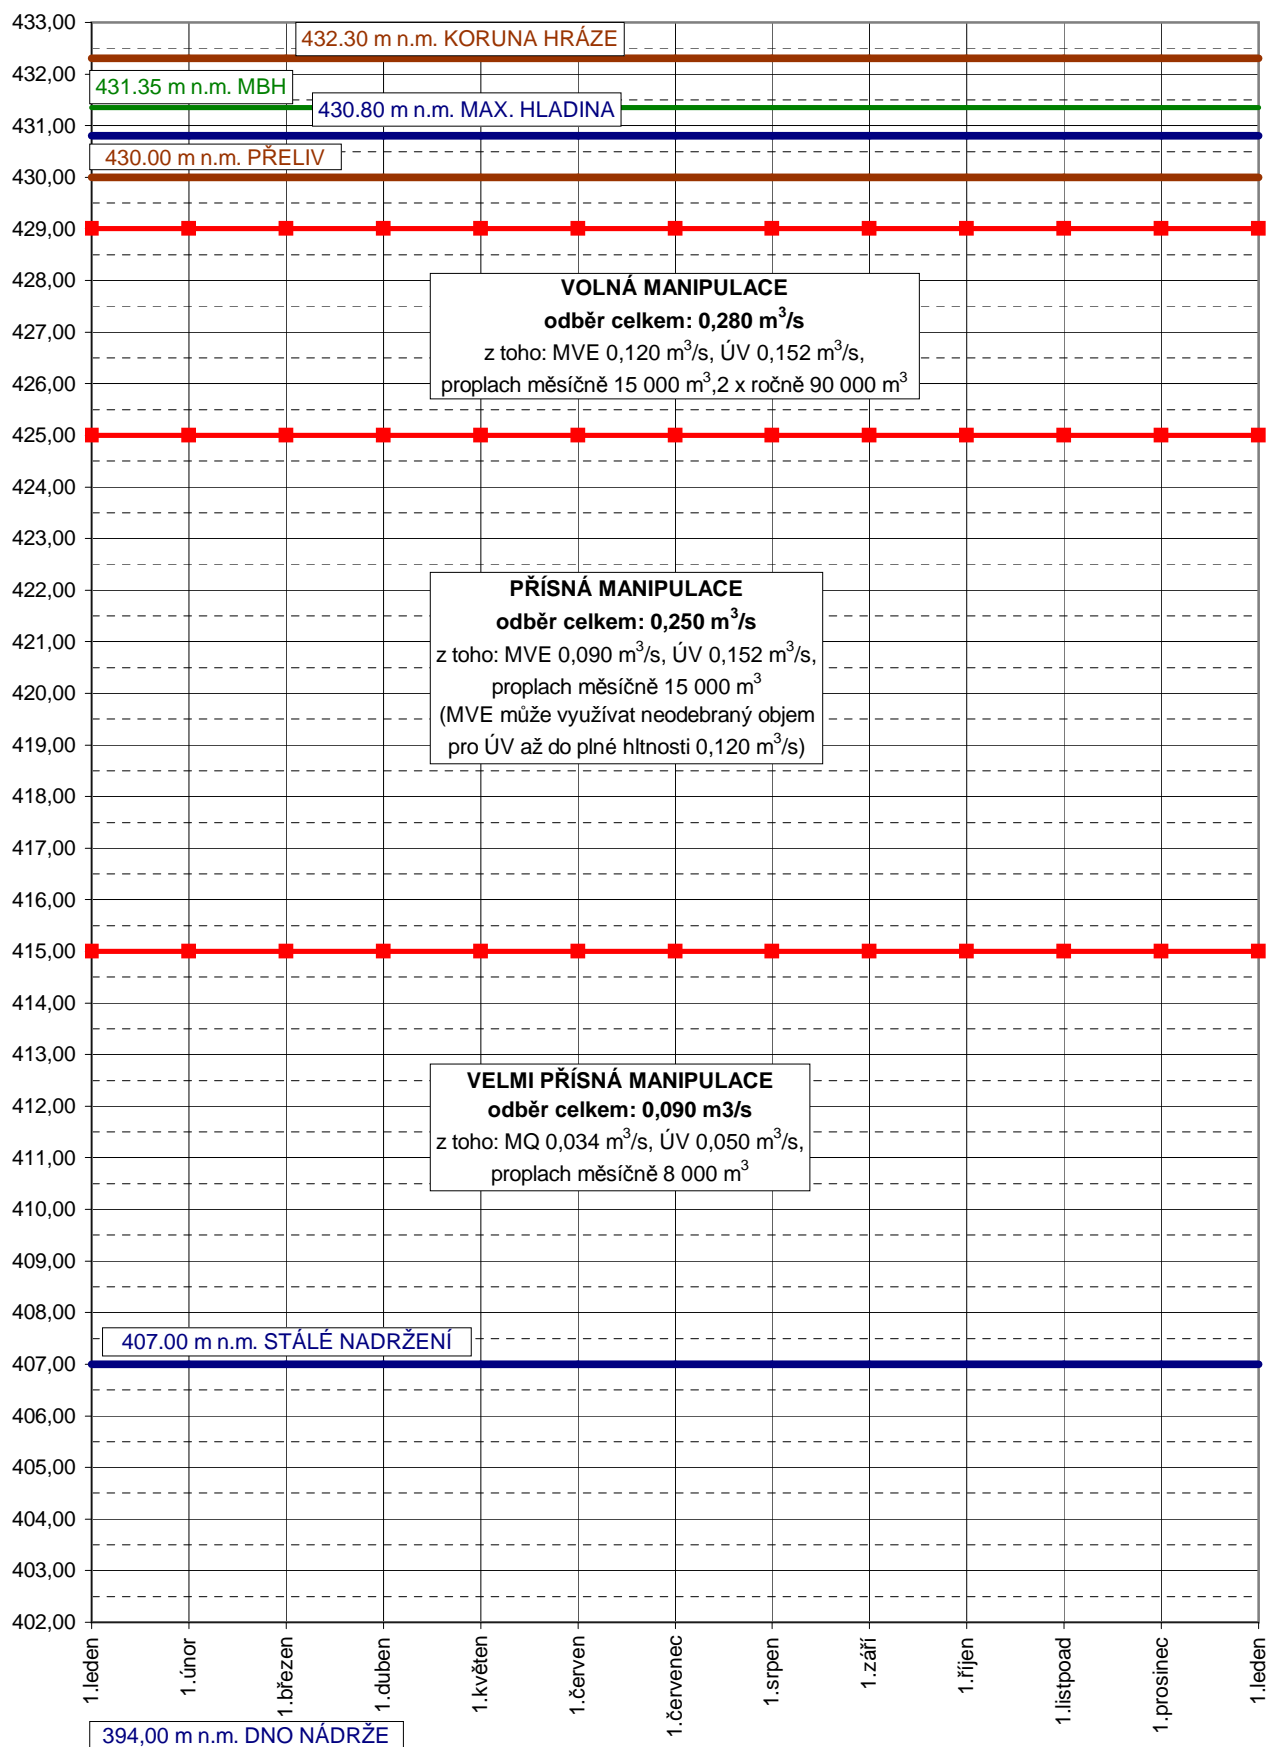 433,00
432.30 m n.m. KORUNA HRÁZE
432,00
431.35 m n.m. MBH
430.80 m n.m. MAX. HLADINA
431,00
430.00 m n.m. PŘELIV
430,00
429,00
428,00
VOLNÁ MANIPULACE
odběr celkem: 0,280 m³/s
427,00
z toho: MVE 0,120 m³/s, ÚV 0,152 m³/s,
426,00
proplach měsíčně 15 000 m³,2 x ročně 90 000 m³
425,00
424,00
423,00
422,00
PŘÍSNÁ MANIPULACE
odběr celkem: 0,250 m³/s
421,00
z toho: MVE 0,090 m³/s, ÚV 0,152 m³/s,
420,00
proplach měsíčně 15 000 m³
(MVE může využívat neodebraný objem
419,00
pro ÚV až do plné hltnosti 0,120 m³/s)
418,00
417,00
416,00
415,00
414,00
413,00
VELMI PŘÍSNÁ MANIPULACE
412,00
odběr celkem: 0,090 m3/s
z toho: MQ 0,034 m³/s, ÚV 0,050 m³/s,
411,00
proplach měsíčně 8 000 m³
410,00
409,00
408,00
407.00 m n.m. STÁLÉ NADRŽENÍ
407,00
406,00
405,00
404,00
403,00
402,00
1.leden
1.únor
1.březen
1.duben
1.květen
1.červen
1.červenec
1.srpen
1.září
1.říjen
1.listpoad
1.prosinec
1.leden
394,00 m n.m. DNO NÁDRŽE